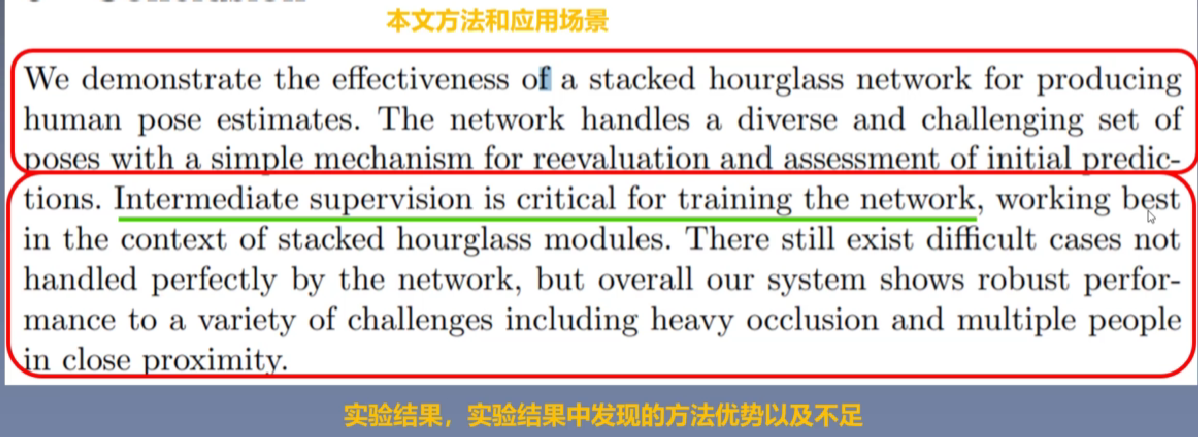 本文方法和应用场景
We demonstrate the effectiveness of a stacked hourglass network for producing
human pose estimates. The network handles a diverse and challenging set of
poses with a simple mechanism for reevaluation and assessment of initial predic-
tions. Intermediate supervision is critical for training the network, working best
in the context of stacked hourglass modules. There still exist difficult cases not
handled perfectly by the network, but overall our system shows robust perfor-
mance to a variety of challenges including heavy occlusion and multiple people
in close proximity.
实验结果，实验结果中发现的方法优势以及不足